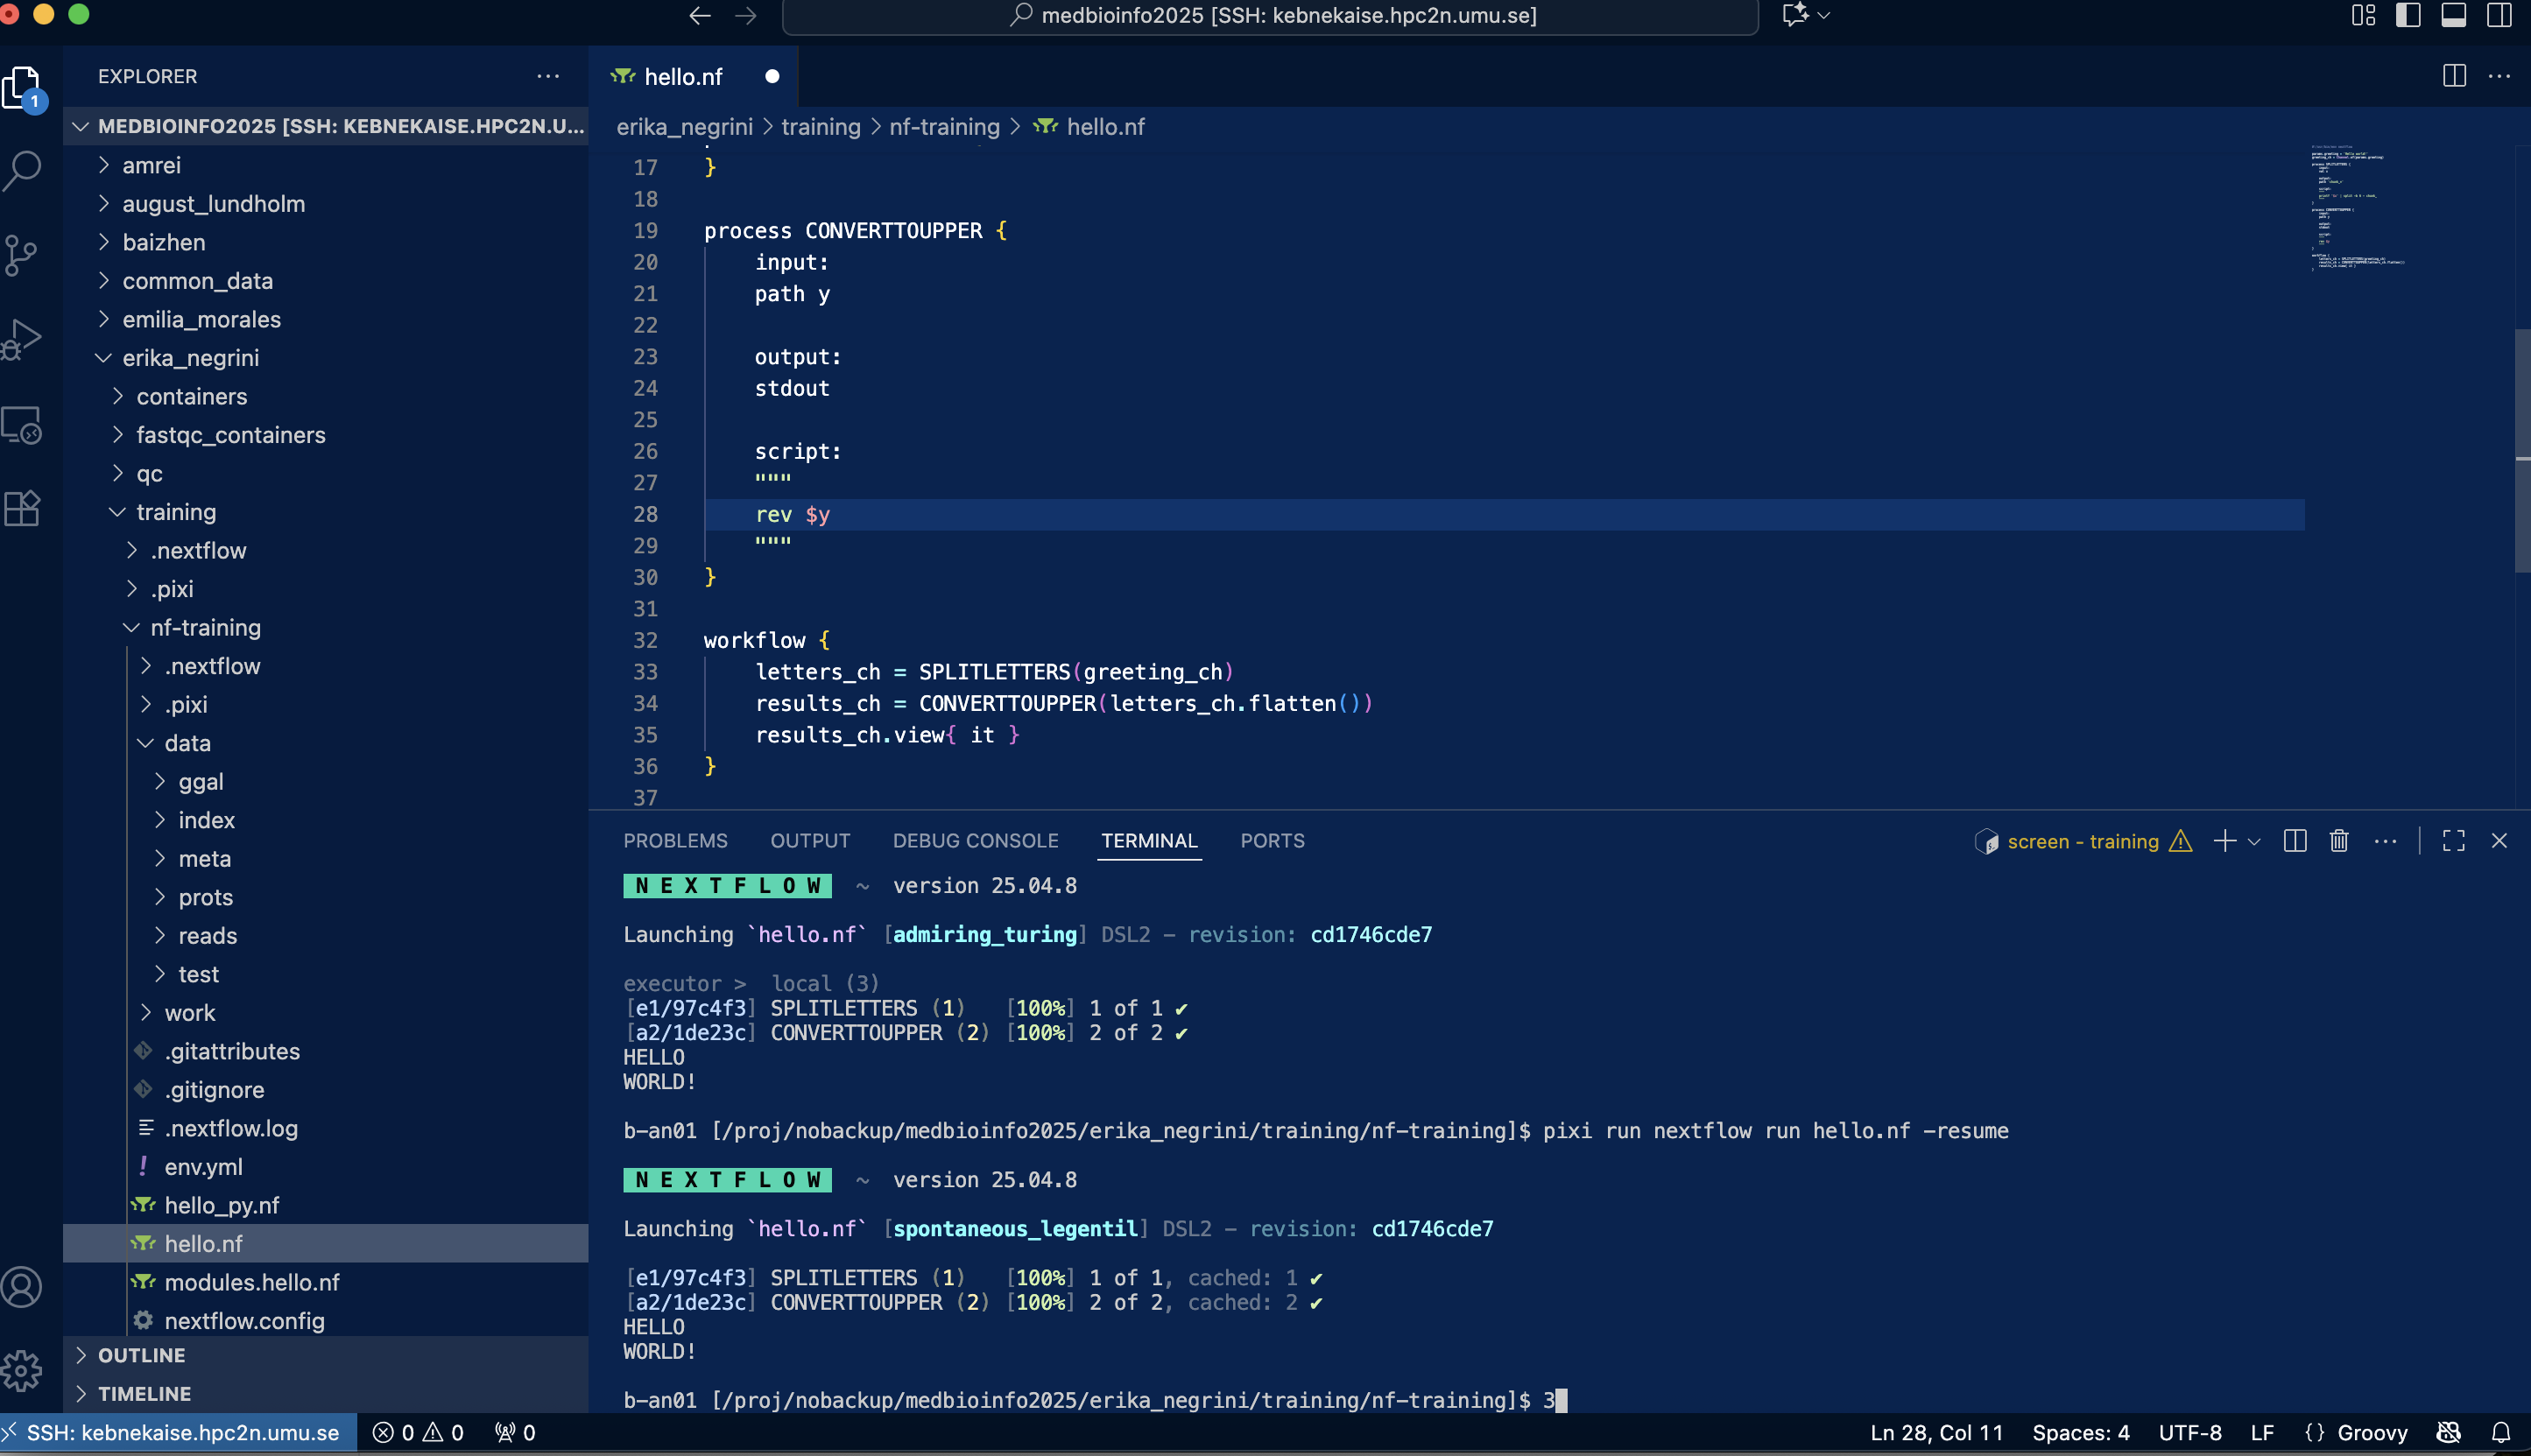 medbioinfo2025 [SSH: kebnekaise.hpc2n.umu.se]
EXPLORER
1
MEDBIOINFO2025 [SSH: KEBNEKAISE.HPC2N.U...
amrei
august_lundholm
baizhen
common_data
emilia_morales
erika_negrini
containers
fastqc_containers
qc
training
.nextflow
.pixi
nf-training
.nextflow
.pixi
data
ggal
index
meta
prots
reads
test
work
.gitattributes
.gitignore
.nextflow.log
! env.yml
hello_py.nf
hello.nf
modules.hello.nf
nextflow.config
OUTLINE
TIMELINE
hello.nf
erika_negrini > training > nf-training > hello.nf
17 }
18
19 process CONVERTTOUPPER {
20 input:
21 path y
22
23 output:
24 stdout
25
26 script:
27 """
28 rev $y
29 """
30 }
31
32 workflow {
33 letters_ch = SPLITLETTERS(greeting_ch)
34 results_ch = CONVERTTOUPPER(letters_ch.flatten())
35 results_ch.view{ it }
36 }
37
PROBLEMS OUTPUT DEBUG CONSOLE TERMINAL PORTS
screen - training
N E X T F L O W ~ version 25.04.8
Launching `hello.nf` [admiring_turing] DSL2 - revision: cd1746cde7
executor > local (3)
[e1/97c4f3] SPLITLETTERS (1) [100%] 1 of 1 ✔
[a2/1de23c] CONVERTTOUPPER (2) [100%] 2 of 2 ✔
HELLO
WORLD!
b-an01 [/proj/nobackup/medbioinfo2025/erika_negrini/training/nf-training]$ pixi run nextflow run hello.nf -resume
N E X T F L O W ~ version 25.04.8
Launching `hello.nf` [spontaneous_legentil] DSL2 - revision: cd1746cde7
[e1/97c4f3] SPLITLETTERS (1) [100%] 1 of 1, cached: 1 ✔
[a2/1de23c] CONVERTTOUPPER (2) [100%] 2 of 2, cached: 2 ✔
HELLO
WORLD!
b-an01 [/proj/nobackup/medbioinfo2025/erika_negrini/training/nf-training]$ 3
SSH: kebnekaise.hpc2n.umu.se 0 0 0 Ln 28, Col 11 Spaces: 4 UTF-8 LF {} Groovy